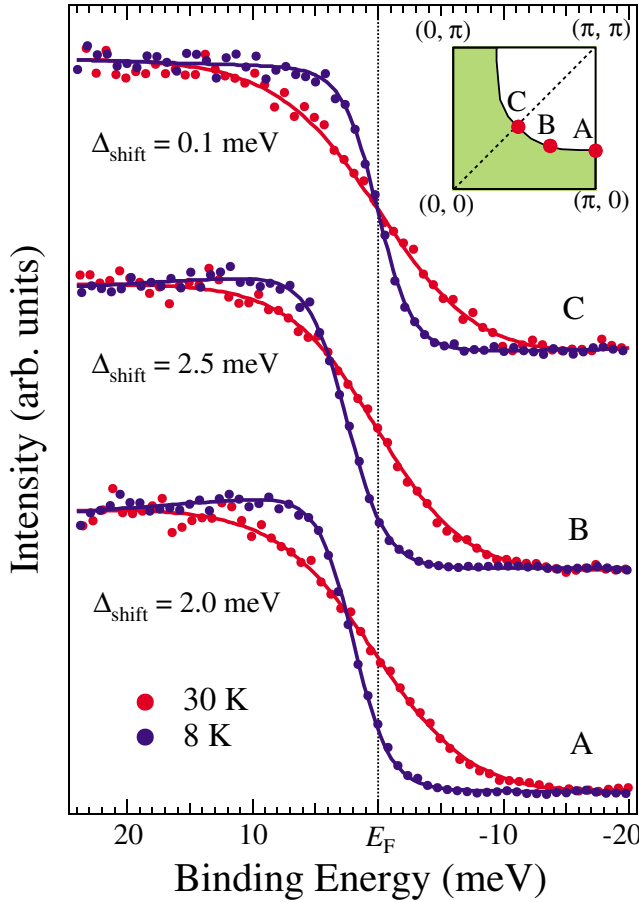 (0, π)
(π, π)
C
B
A
(0, 0)
(π, 0)
Δshift = 0.1 meV
C
Δshift = 2.5 meV
B
Δshift = 2.0 meV
30 K
8 K
A
Intensity (arb. units)
20
10
EF
-10
-20
Binding Energy (meV)